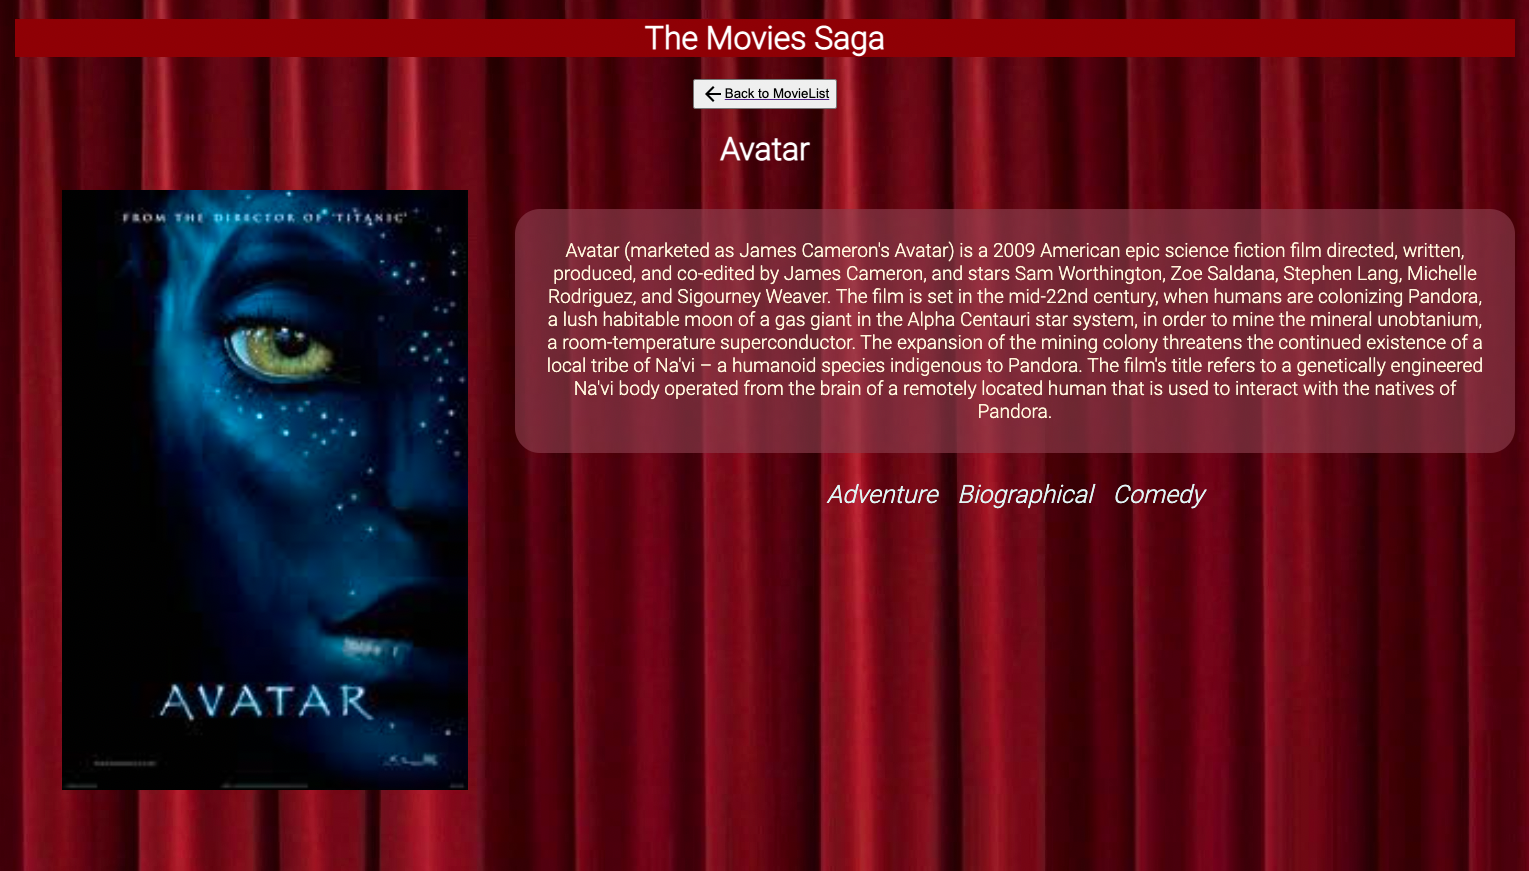 The Movies Saga
Back to MovieList
Avatar
FROM THE DIRECTOR OF 'TITANIC'
AVATAR
Avatar (marketed as James Cameron's Avatar) is a 2009 American epic science fiction film directed, written,
produced, and co-edited by James Cameron, and stars Sam Worthington, Zoe Saldana, Stephen Lang, Michelle
Rodriguez, and Sigourney Weaver. The film is set in the mid-22nd century, when humans are colonizing Pandora,
a lush habitable moon of a gas giant in the Alpha Centauri star system, in order to mine the mineral unobtanium,
a room-temperature superconductor. The expansion of the mining colony threatens the continued existence of a
local tribe of Na'vi – a humanoid species indigenous to Pandora. The film's title refers to a genetically engineered
Na'vi body operated from the brain of a remotely located human that is used to interact with the natives of
Pandora.
Adventure Biographical Comedy